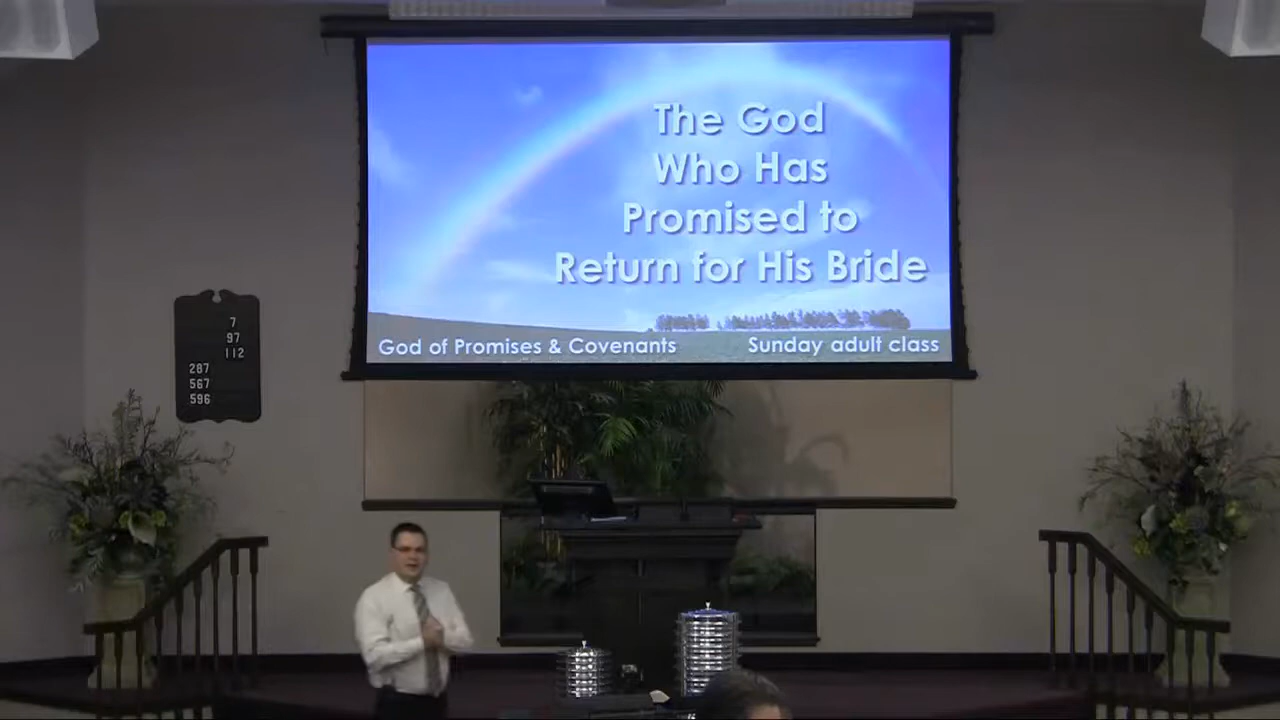 The God
Who Has
Promised to
Return for His Bride
God of Promises & Covenants
Sunday adult class
7
97
112
287
567
596